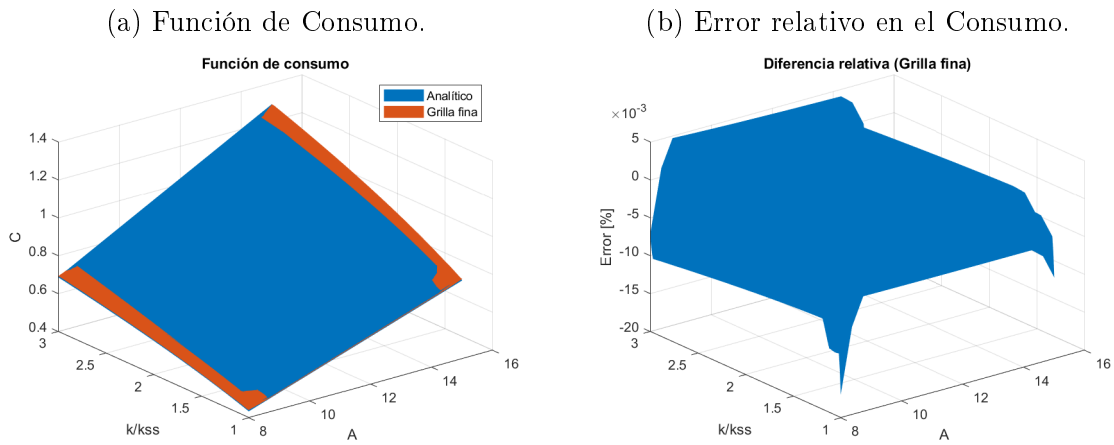 (a) Función de Consumo.
Función de consumo
Analítico
Grilla fina
1.4
1.2
1
0.8
0.6
0.4
C
3
2.5
2
1.5
1
k/kss
8
10
12
14
16
A
(b) Error relativo en el Consumo.
Diferencia relativa (Grilla fina)
×10-3
5
0
-5
-10
-15
-20
Error [%]
3
2.5
2
1.5
1
k/kss
8
10
12
14
16
A